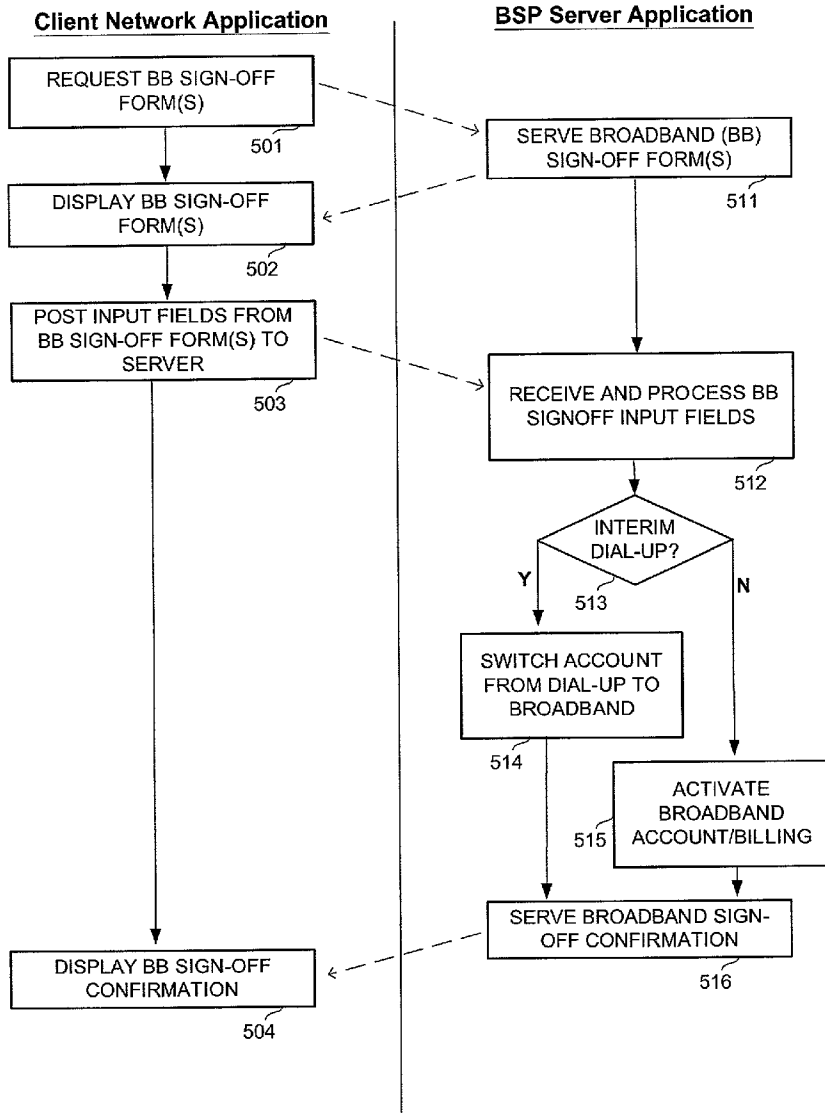 Client Network Application
BSP Server Application
REQUEST BB SIGN-OFF
FORM(S)
501
SERVE BROADBAND (BB)
SIGN-OFF FORM(S)
511
DISPLAY BB SIGN-OFF
FORM(S)
502
POST INPUT FIELDS FROM
BB SIGN-OFF FORM(S) TO
SERVER
503
RECEIVE AND PROCESS BB
SIGNOFF INPUT FIELDS
512
INTERIM
DIAL-UP?
513
Y
N
SWITCH ACCOUNT
FROM DIAL-UP TO
BROADBAND
514
ACTIVATE
BROADBAND
ACCOUNT/BILLING
515
SERVE BROADBAND SIGN-
OFF CONFIRMATION
516
DISPLAY BB SIGN-OFF
CONFIRMATION
504